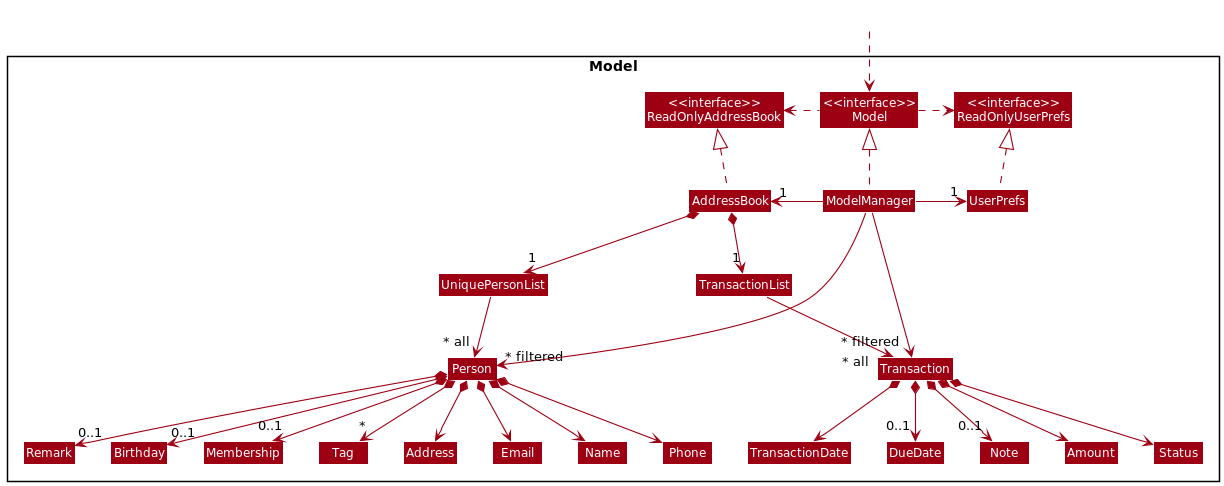 Model
<<interface>>
ReadOnlyAddressBook
<<interface>>
Model
<<interface>>
ReadOnlyUserPrefs
AddressBook
1
ModelManager
1
UserPrefs
1
1
UniquePersonList
TransactionList
* all
* filtered
* filtered
* all
Person
Transaction
0..1
0..1
0..1
*
0..1
0..1
Remark
Birthday
Membership
Tag
Address
Email
Name
Phone
TransactionDate
DueDate
Note
Amount
Status